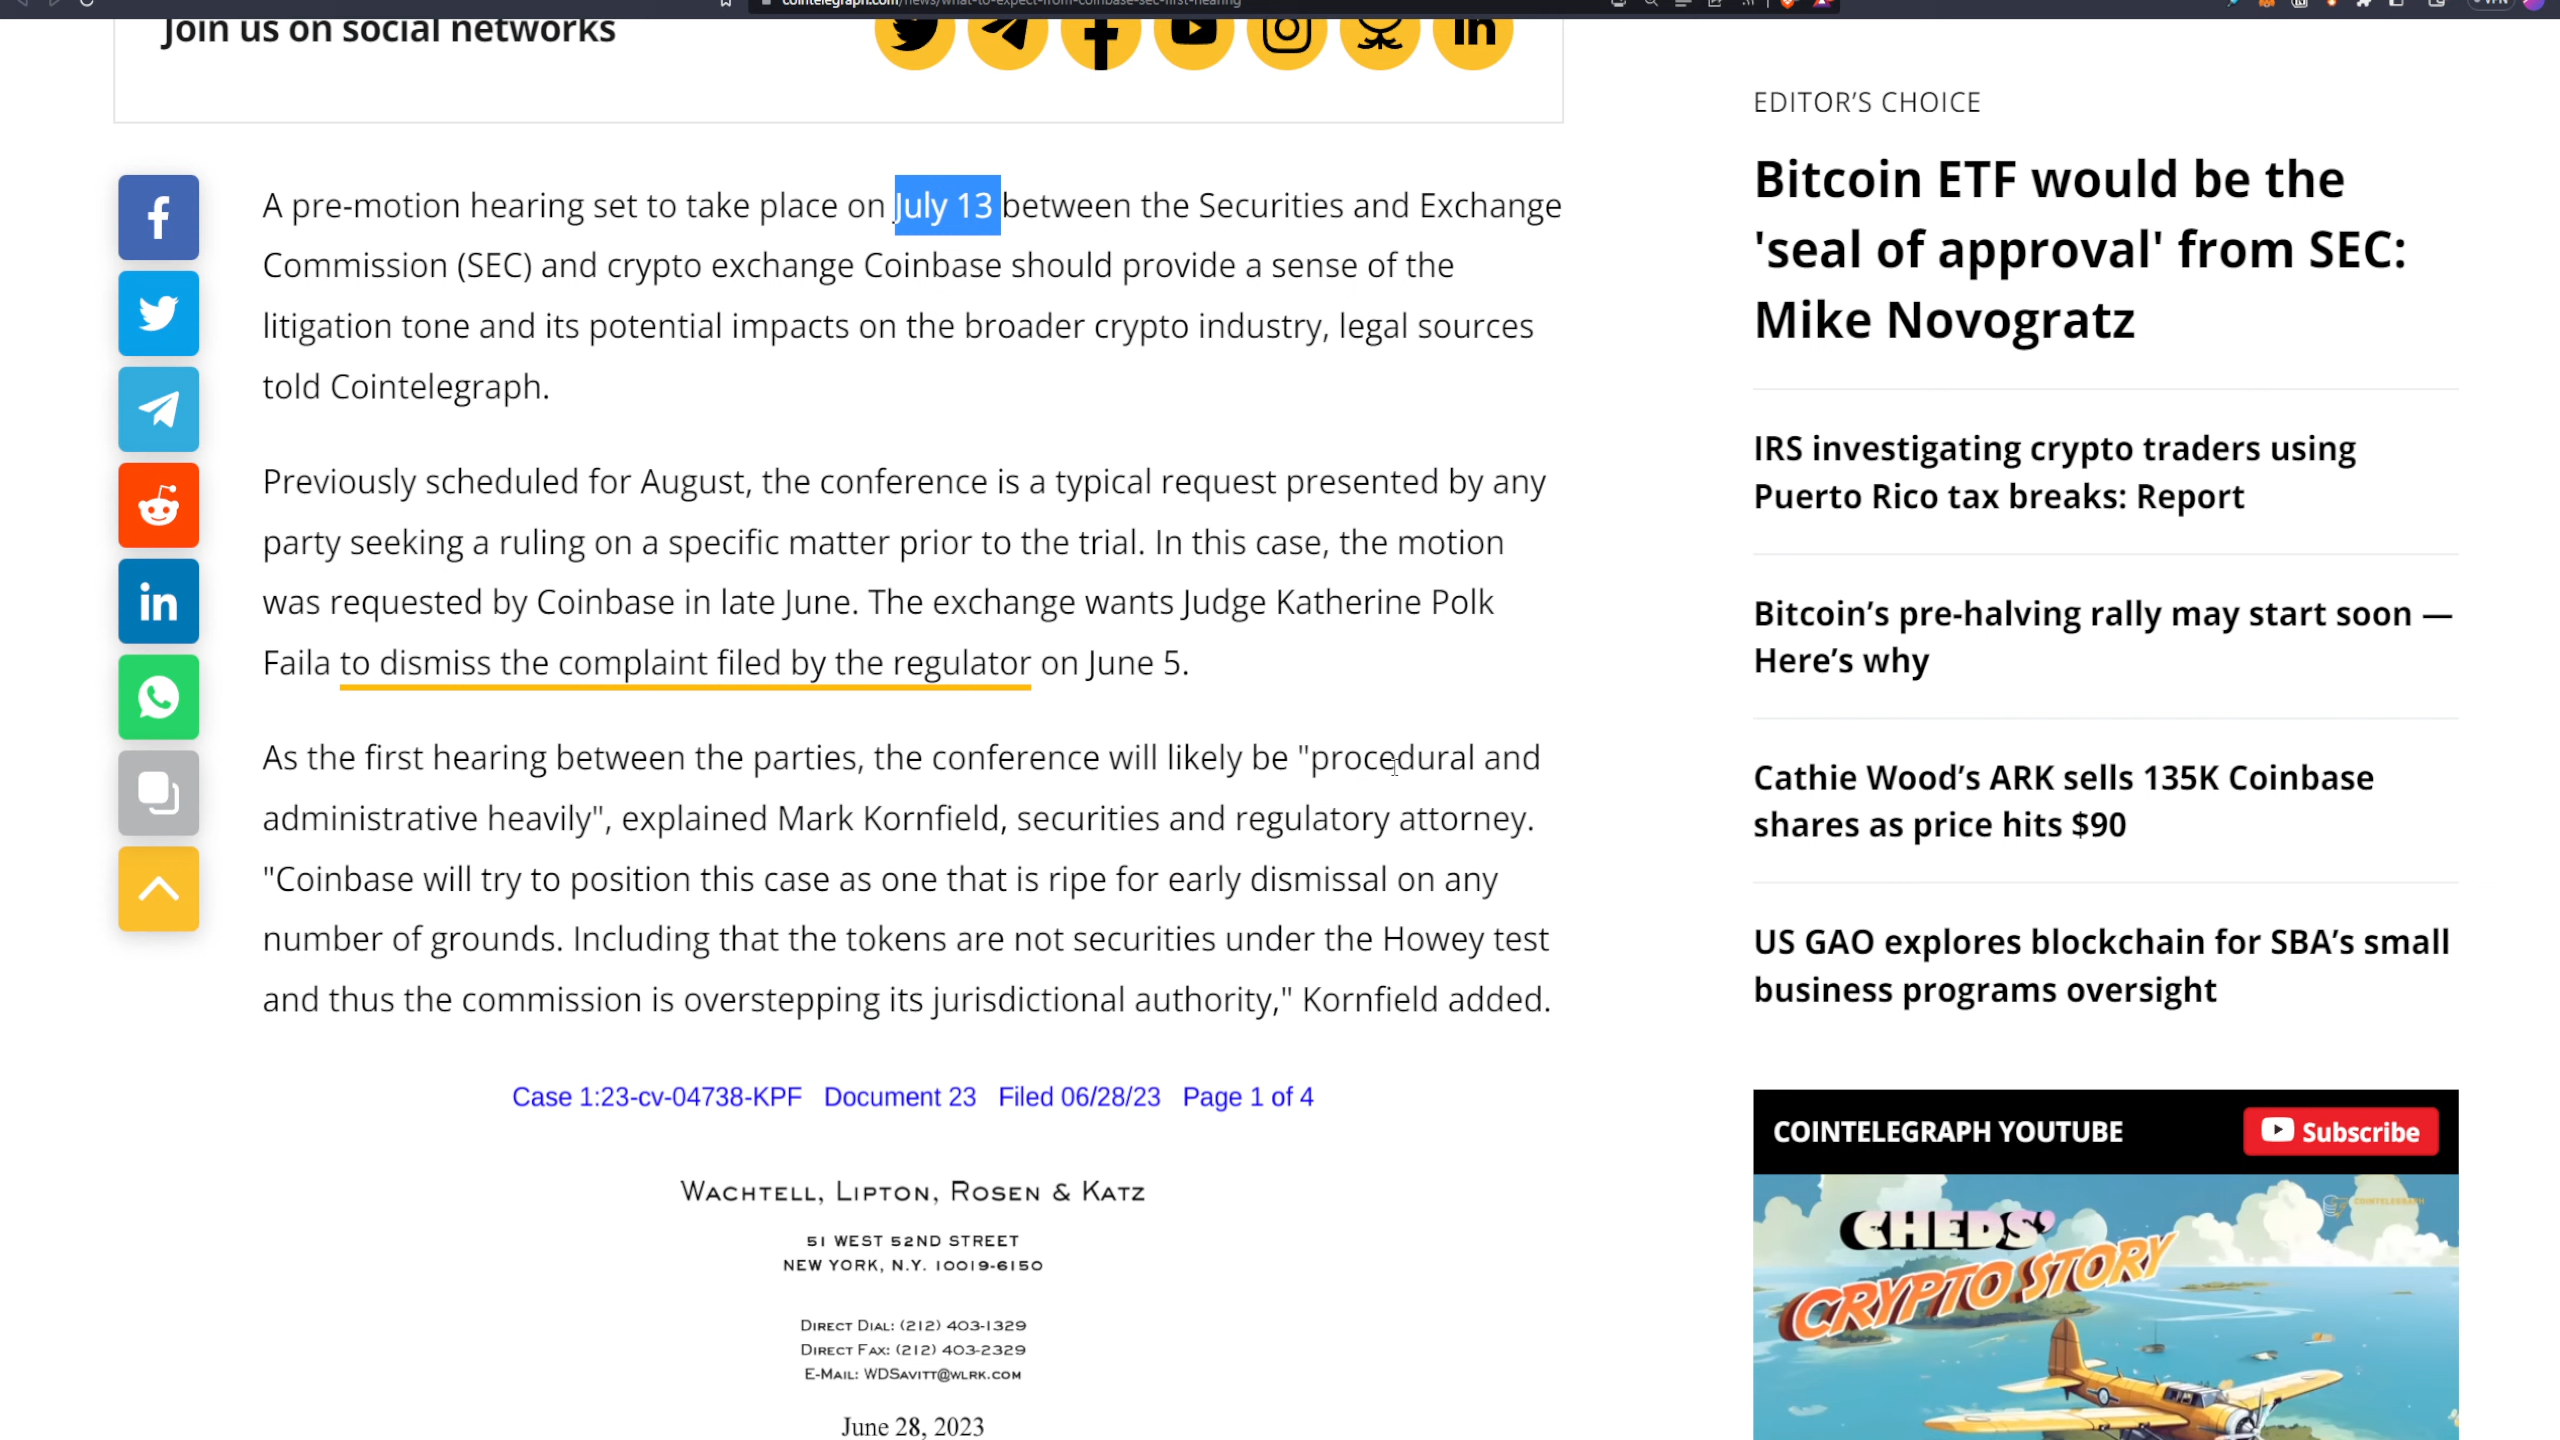 cointelegraph.com/news/what-to-expect-from-coinbase-sec-first-hearing
VPN
Join us on social networks
A pre-motion hearing set to take place on July 13 between the Securities and Exchange
Commission (SEC) and crypto exchange Coinbase should provide a sense of the
litigation tone and its potential impacts on the broader crypto industry, legal sources
told Cointelegraph.
Previously scheduled for August, the conference is a typical request presented by any
party seeking a ruling on a specific matter prior to the trial. In this case, the motion
was requested by Coinbase in late June. The exchange wants Judge Katherine Polk
Faila to dismiss the complaint filed by the regulator on June 5.
As the first hearing between the parties, the conference will likely be "procedural and
administrative heavily", explained Mark Kornfield, securities and regulatory attorney.
"Coinbase will try to position this case as one that is ripe for early dismissal on any
number of grounds. Including that the tokens are not securities under the Howey test
and thus the commission is overstepping its jurisdictional authority," Kornfield added.
Case 1:23-cv-04738-KPF Document 23 Filed 06/28/23 Page 1 of 4
WACHTELL, LIPTON, ROSEN & KATZ
51 WEST 52ND STREET
NEW YORK, N.Y. 10019-6150
DIRECT DIAL: (212) 403-1329
DIRECT FAX: (212) 403-2329
E-MAIL: WDSAVITT@WLRK.COM
June 28, 2023
EDITOR'S CHOICE
Bitcoin ETF would be the
'seal of approval' from SEC:
Mike Novogratz
IRS investigating crypto traders using
Puerto Rico tax breaks: Report
Bitcoin's pre-halving rally may start soon —
Here's why
Cathie Wood's ARK sells 135K Coinbase
shares as price hits $90
US GAO explores blockchain for SBA's small
business programs oversight
COINTELEGRAPH YOUTUBE
Subscribe
COINTELEGRAPH
CHEDS'
CRYPTO STORY